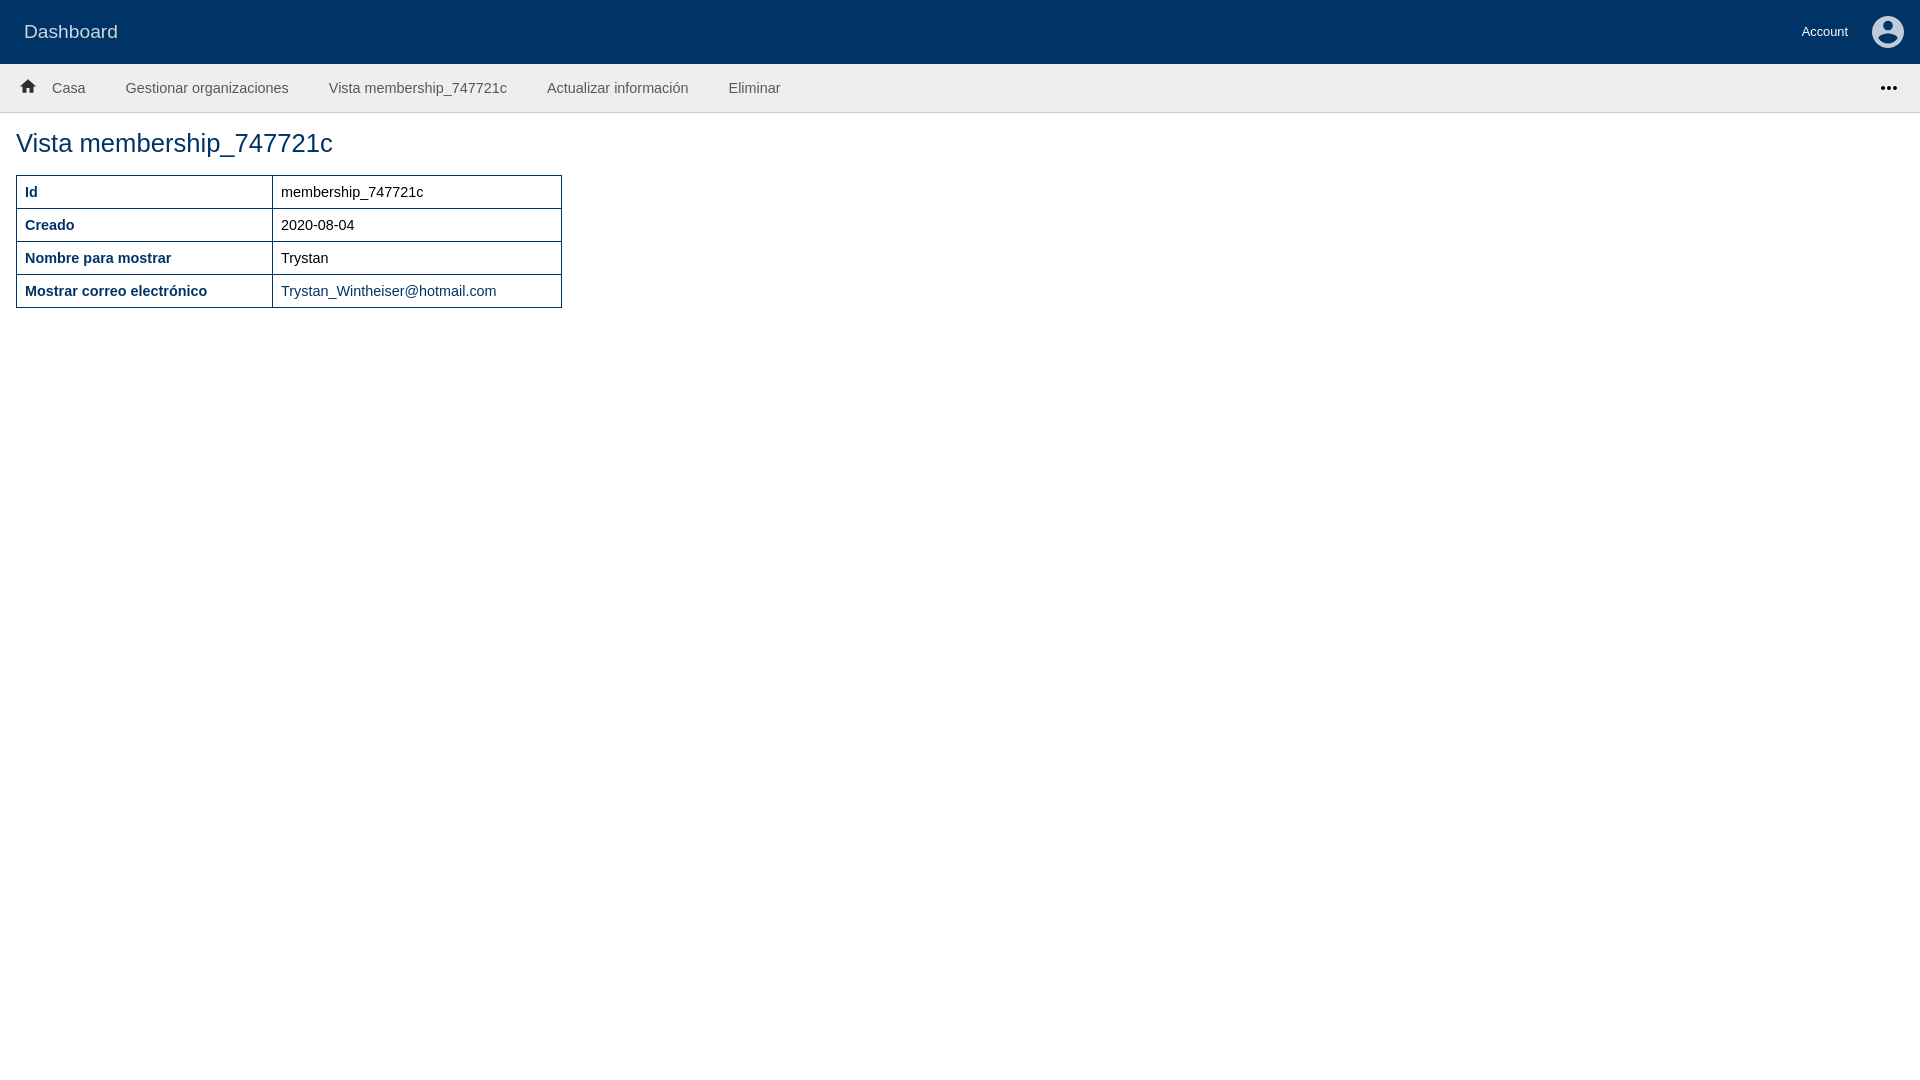 Dashboard
Account
Casa
Gestionar organizaciones
Vista membership_747721c
Actualizar información
Eliminar
Vista membership_747721c
Id
membership_747721c
Creado
2020-08-04
Nombre para mostrar
Trystan
Mostrar correo electrónico
Trystan_Wintheiser@hotmail.com